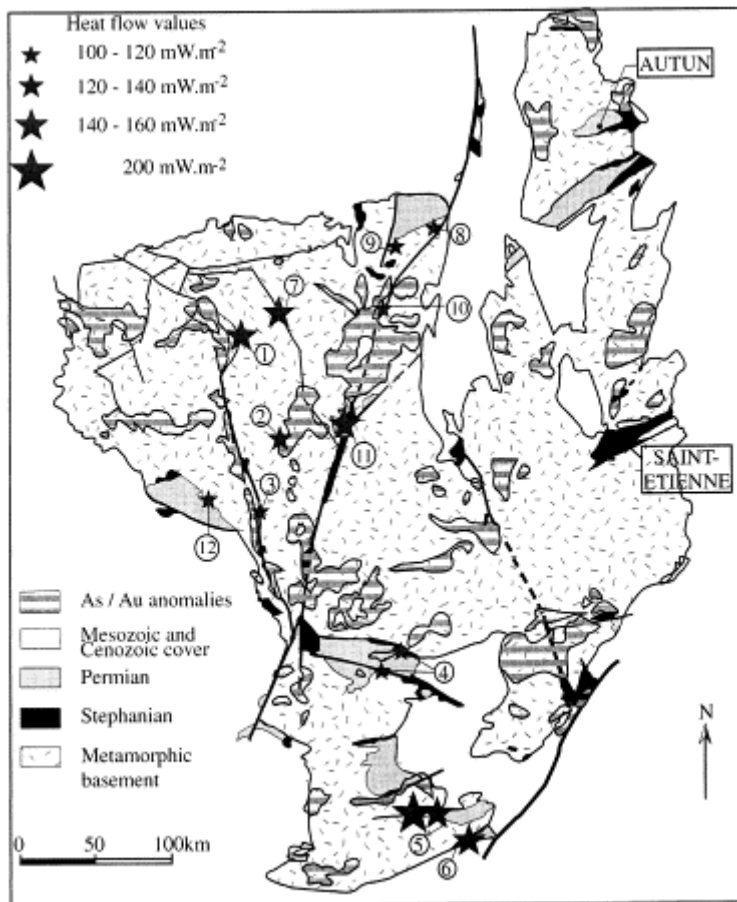 Heat flow values
100 - 120 mW.m-2
120 - 140 mW.m-2
140 - 160 mW.m-2
200 mW.m-2
AUTUN
9
8
7
10
1
2
11
SAINT-
ETIENNE
3
12
As / Au anomalies
Mesozoic and
Cenozoic cover
Permian
Stephanian
Metamorphic
basement
4
N
5
6
0 50 100km